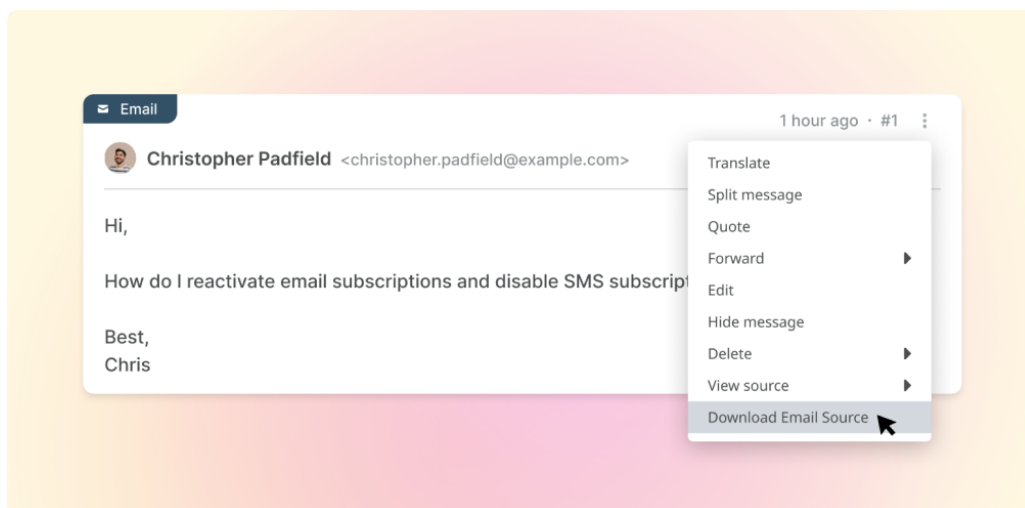 Email
1 hour ago · #1
Christopher Padfield <christopher.padfield@example.com>
Hi,
How do I reactivate email subscriptions and disable SMS
Best,
Chris
Translate
Split message
Quote
Forward
Edit
Hide message
Delete
View source
Download Email Source